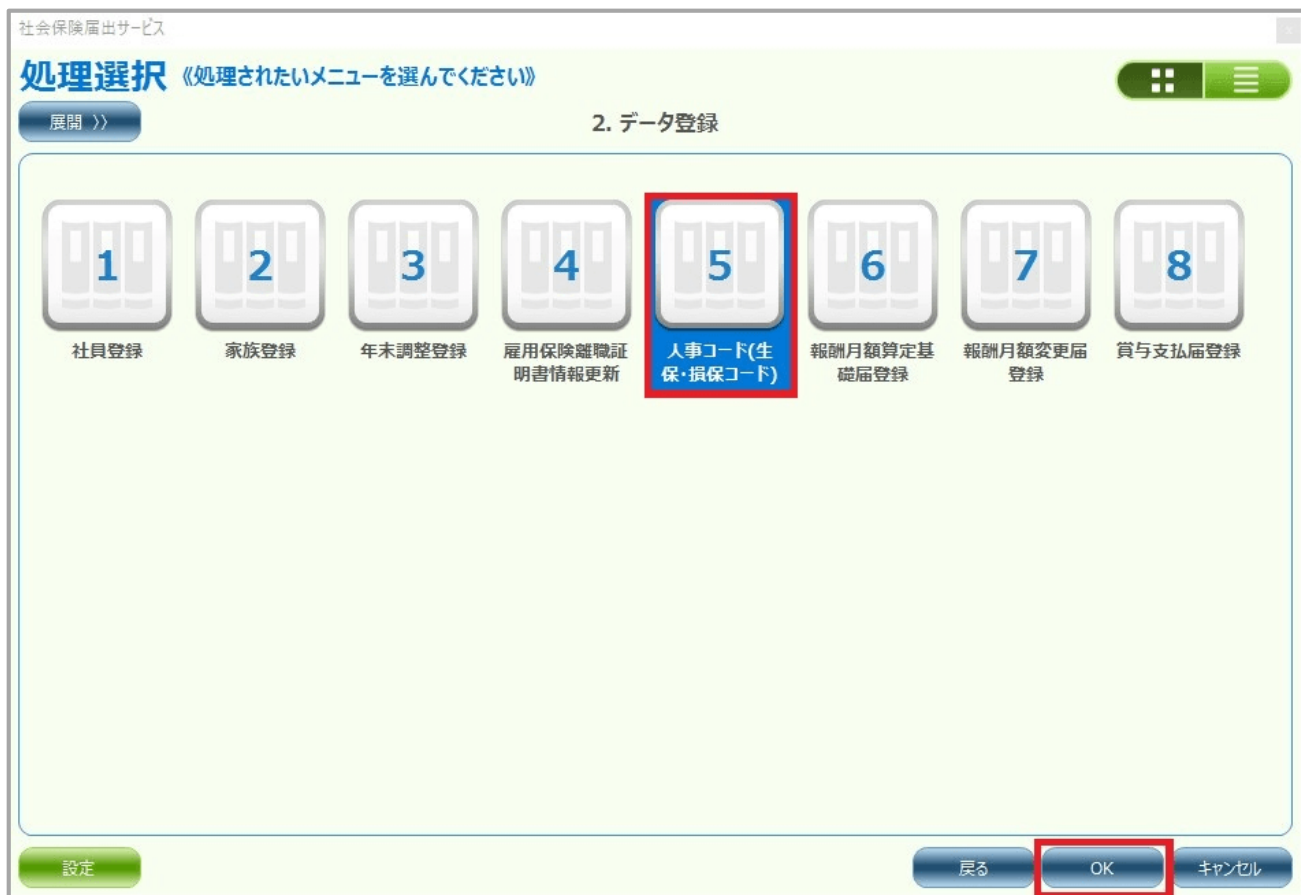 社会保険届出サービス
処理選択 《処理されたいメニューを選んでください》
展開 》
2. データ登録
1
2
3
4
5
6
7
8
社員登録
家族登録
年末調整登録
雇用保険離職証
明書情報更新
人事コード(生
保・損保コード)
報酬月額算定基
礎届登録
報酬月額変更届
登録
賞与支払届登録
設定
戻る
OK
キャンセル